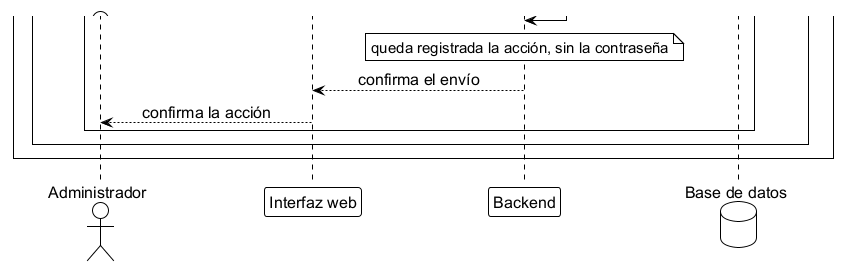 queda registrada la acción, sin la contraseña
confirma el envío
confirma la acción
Administrador
Interfaz web
Backend
Base de datos